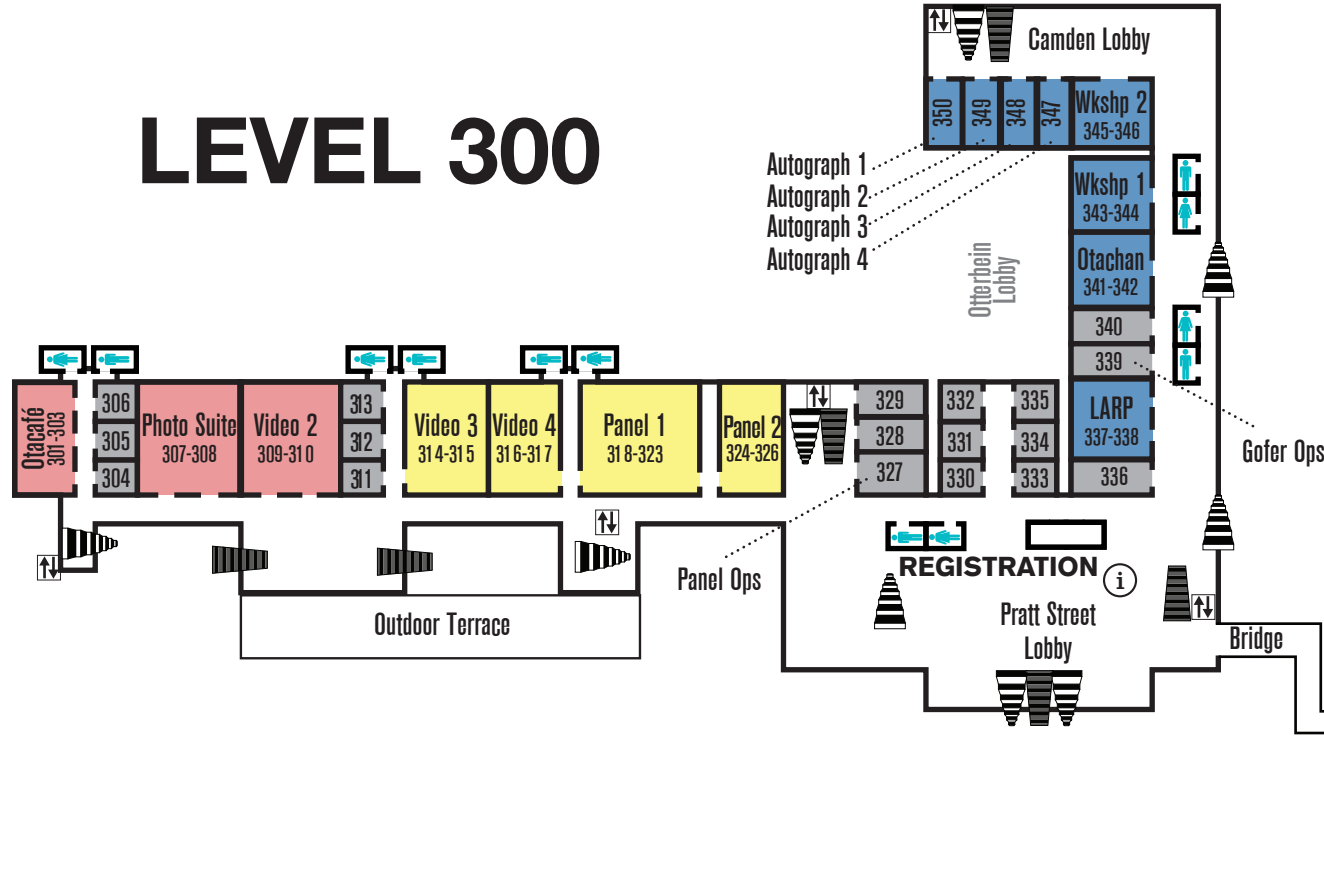 Camden Lobby
LEVEL 300
350
349
348
347
Wkshp 2
345-346
Autograph 1
Autograph 2
Autograph 3
Autograph 4
Wkshp 1
343-344
Otterbein
Lobby
Otachan
341-342
340
339
LARP
337-338
336
Gofer Ops
Otacafé
301-303
306
305
304
Photo Suite
307-308
Video 2
309-310
313
312
311
Video 3
314-315
Video 4
316-317
Panel 1
318-323
Panel 2
324-326
329
328
327
332
331
330
335
334
333
Panel Ops
REGISTRATION
i
Pratt Street
Lobby
Bridge
Outdoor Terrace